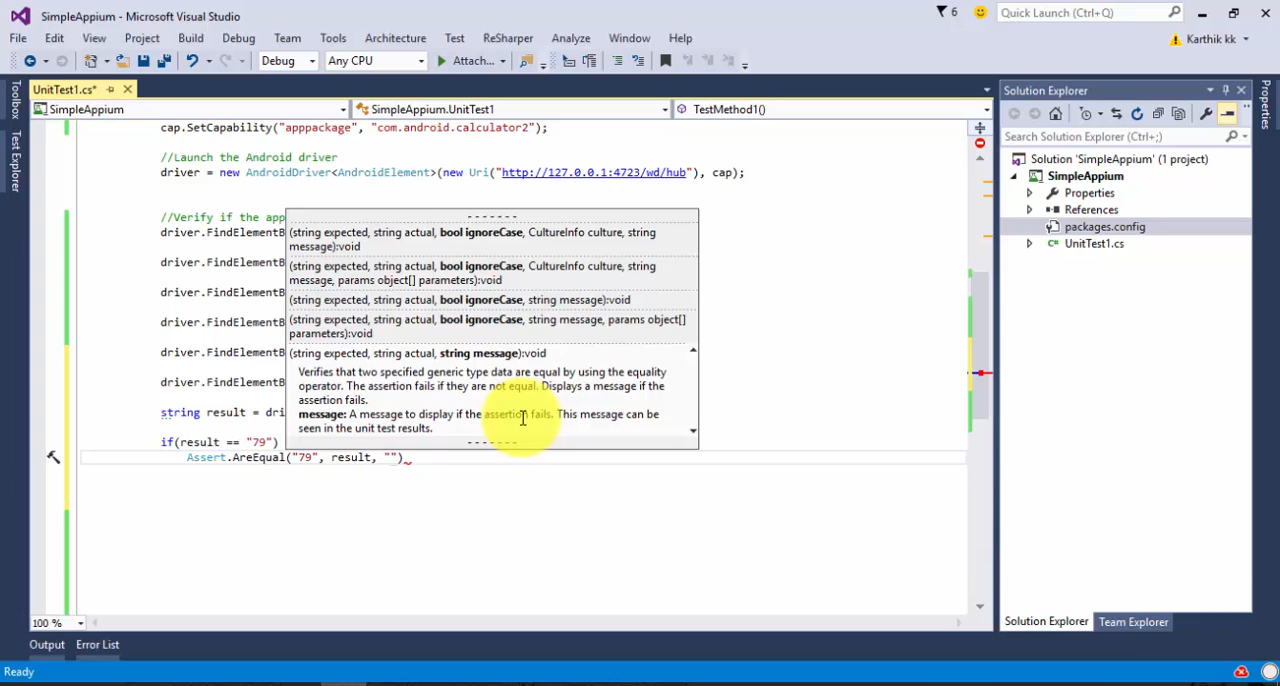 SimpleAppium - Microsoft Visual Studio
6
Quick Launch (Ctrl+Q)
File Edit View Project Build Debug Team Tools Architecture Test ReSharper Analyze Window Help
Karthik kk
Debug Any CPU Attach...
UnitTest1.cs*
SimpleAppium SimpleAppium.UnitTest1 TestMethod1()
Toolbox
Test Explorer
cap.SetCapability("apppackage", "com.android.calculator2");
//Launch the Android driver
driver = new AndroidDriver<AndroidElement>(new Uri("http://127.0.0.1:4723/wd/hub"), cap);
//Verify if the app
driver.FindElementB
driver.FindElementB
driver.FindElementB
driver.FindElementB
driver.FindElementB
driver.FindElementB
string result = dri
if(result == "79")
Assert.AreEqual("79", result, "")
(string expected, string actual, bool ignoreCase, CultureInfo culture, string
message):void
(string expected, string actual, bool ignoreCase, CultureInfo culture, string
message, params object[] parameters):void
(string expected, string actual, bool ignoreCase, string message):void
(string expected, string actual, bool ignoreCase, string message, params object[]
parameters):void
(string expected, string actual, string message):void
Verifies that two specified generic type data are equal by using the equality
operator. The assertion fails if they are not equal. Displays a message if the
assertion fails.
message: A message to display if the assertion fails. This message can be
seen in the unit test results.
Solution Explorer
Search Solution Explorer (Ctrl+;)
Solution 'SimpleAppium' (1 project)
SimpleAppium
Properties
References
packages.config
UnitTest1.cs
Properties
100 %
Solution Explorer Team Explorer
Output Error List
Ready